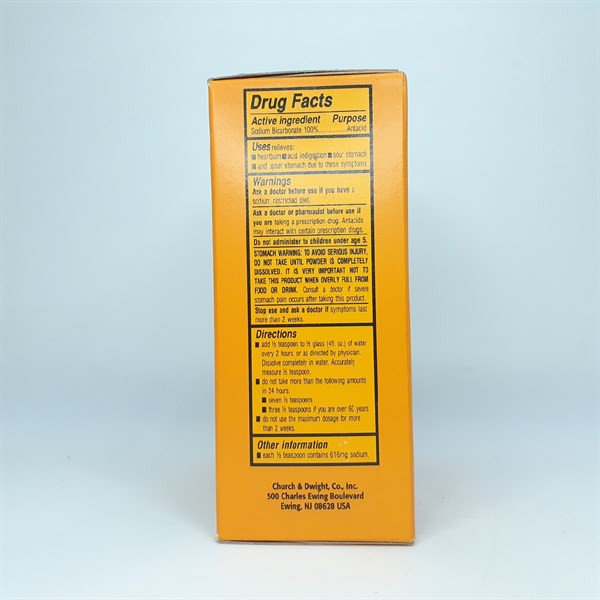 Drug Facts
Active ingredient Purpose
Sodium Bicarbonate 100%..........Antacid
Uses relieves:
■ heartburn ■ acid indigestion ■ sour stomach
■ and upset stomach due to these symptoms
Warnings
Ask a doctor before use if you have a
sodium restricted diet.
Ask a doctor or pharmacist before use if
you are taking a prescription drug. Antacids
may interact with certain prescription drugs.
Do not administer to children under age 5.
STOMACH WARNING: TO AVOID SERIOUS INJURY,
DO NOT TAKE UNTIL POWDER IS COMPLETELY
DISSOLVED. IT IS VERY IMPORTANT NOT TO
TAKE THIS PRODUCT WHEN OVERLY FULL FROM
FOOD OR DRINK. Consult a doctor if severe
stomach pain occurs after taking this product.
Stop use and ask a doctor if symptoms last
more than 2 weeks.
Directions
■ add ½ teaspoon to ½ glass (4fl. oz.) of water
every 2 hours, or as directed by physician.
Dissolve completely in water. Accurately
measure ½ teaspoon.
■ do not take more than the following amounts
in 24 hours:
■ seven ½ teaspoons
■ three ½ teaspoons if you are over 60 years
■ do not use the maximum dosage for more
than 2 weeks.
Other information
■ each ½ teaspoon contains 616mg sodium.
Church & Dwight, Co., Inc.
500 Charles Ewing Boulevard
Ewing, NJ 08628 USA